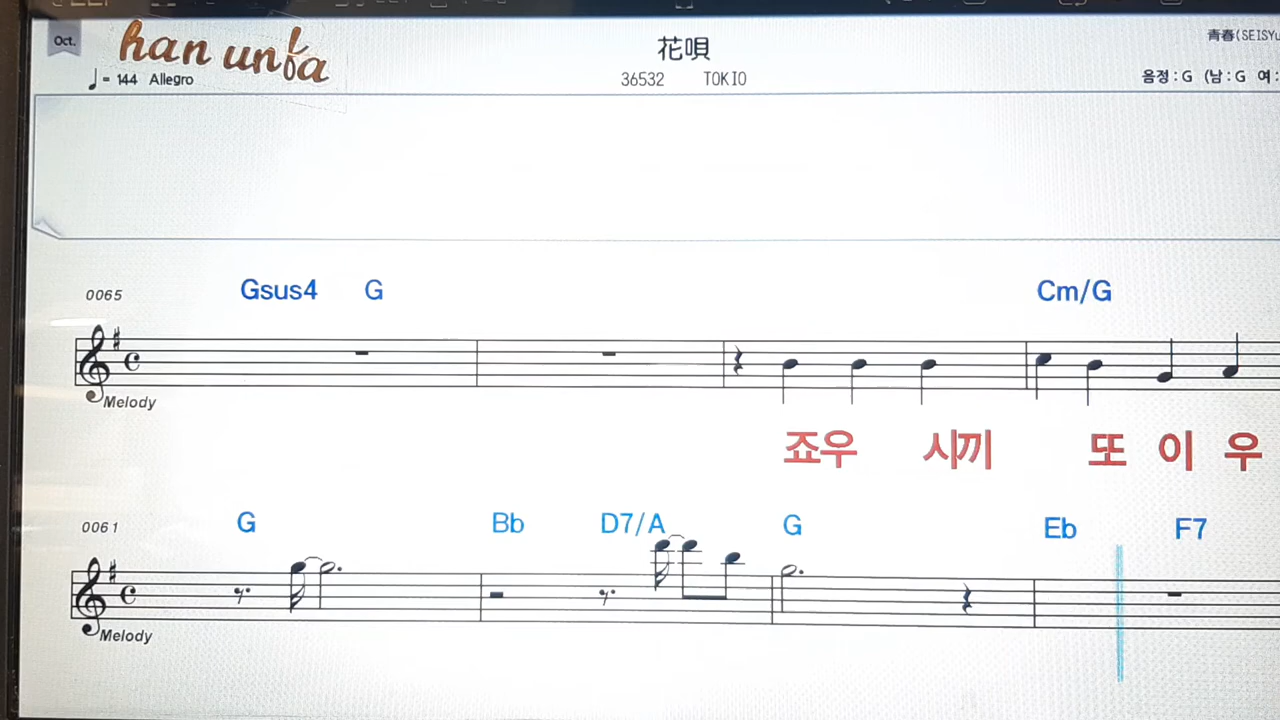 Oct.
han unfa
= 144 Allegro
花唄
36532 TOKIO
青春(SEISYu
음정:G (남:G 여:
0065
Gsus4 G Cm/G
Melody
죠우 시끼 또 이 우
0061
G Bb D7/A G Eb F7
Melody